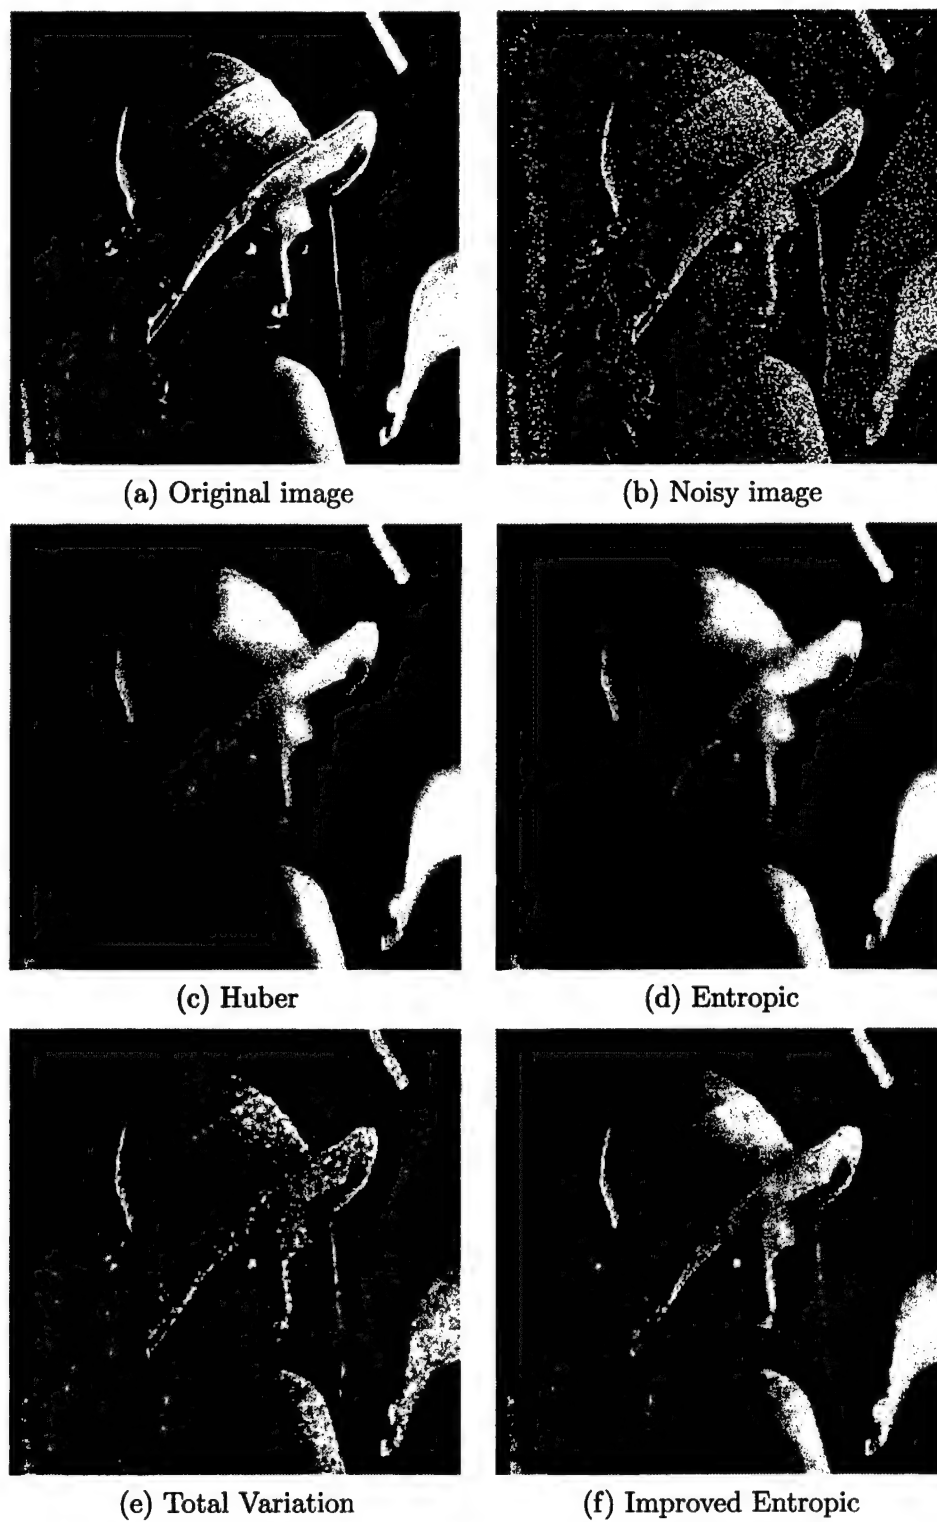 (a) Original image
(b) Noisy image
(c) Huber
(d) Entropic
(e) Total Variation
(f) Improved Entropic